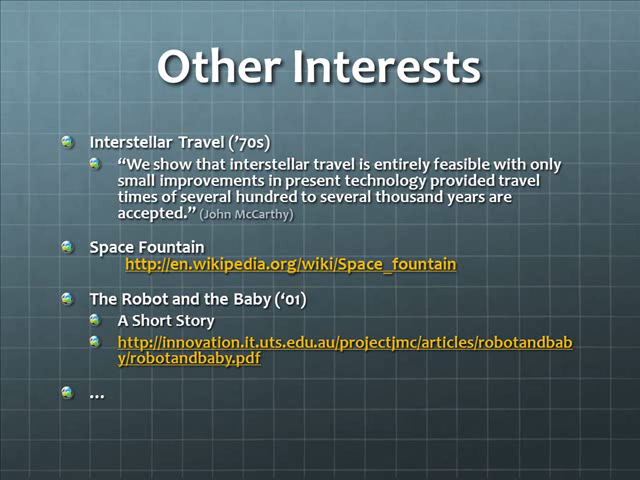 Other Interests
Interstellar Travel (’70s)
“We show that interstellar travel is entirely feasible with only
small improvements in present technology provided travel
times of several hundred to several thousand years are
accepted.” (John McCarthy)
Space Fountain
http://en.wikipedia.org/wiki/Space_fountain
The Robot and the Baby (‘01)
A Short Story
http://innovation.it.uts.edu.au/projectjmc/articles/robotandbab
y/robotandbaby.pdf
...